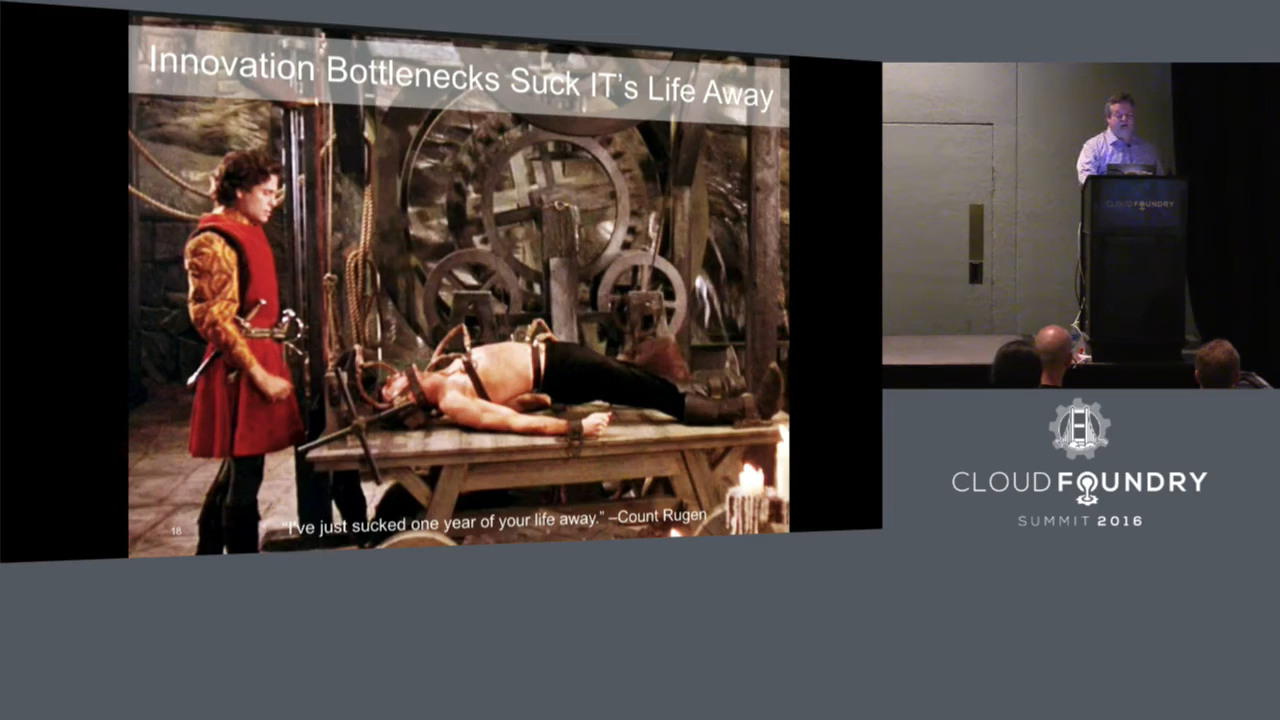 Innovation Bottlenecks Suck IT’s Life Away
18
“I’ve just sucked one year of your life away.” –Count Rugen
CLOUD FOUNDRY
CLOUD FOUNDRY
SUMMIT 2016